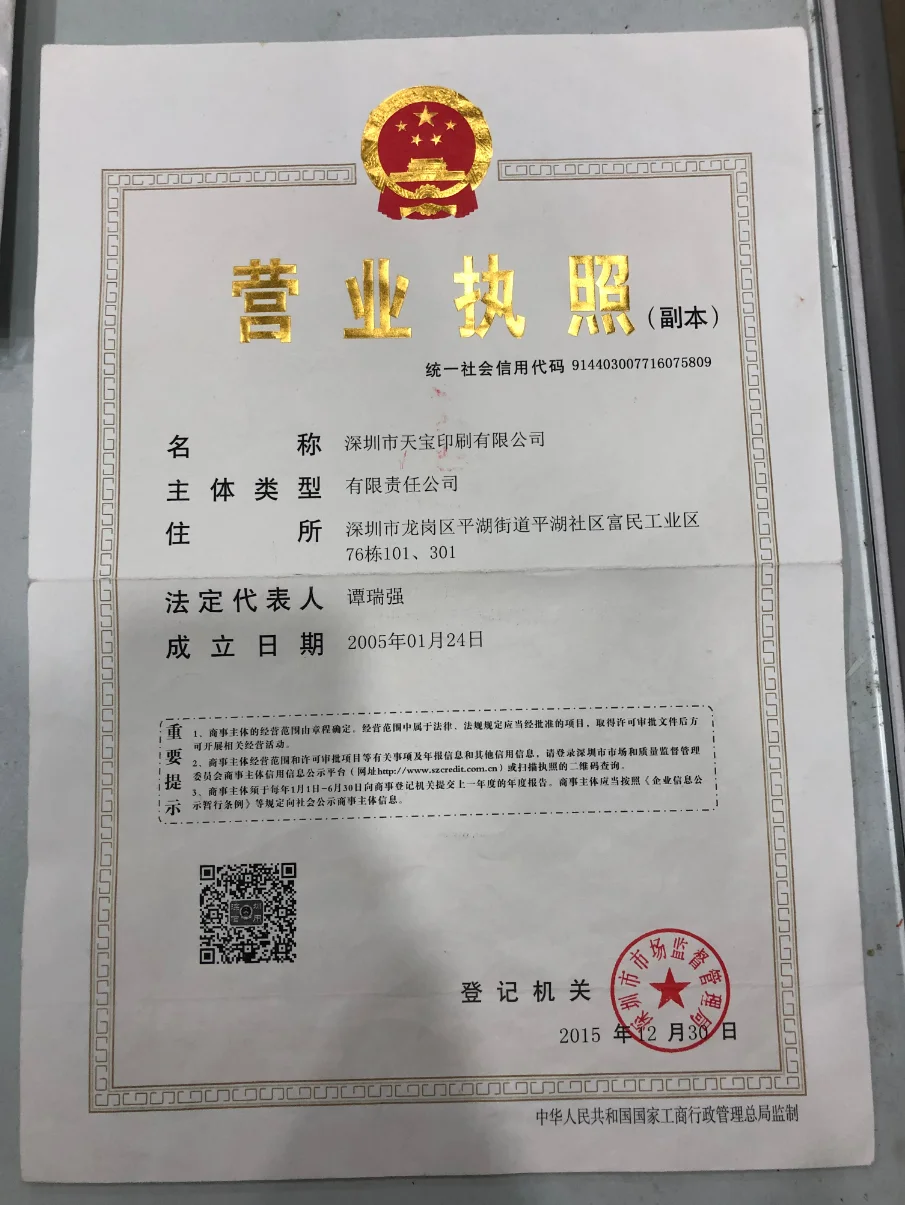 营业执照(副本)
统一社会信用代码 914403007716075809
名称 深圳市天宝印刷有限公司
主体类型 有限责任公司
住所 深圳市龙岗区平湖街道平湖社区富民工业区
76栋101、301
法定代表人 谭瑞强
成立日期 2005年01月24日
重要提示
1、商事主体的经营范围由章程确定。经营范围中属于法律、法规规定应当经批准的项目，取得许可审批文件后方
可开展相关经营活动。
2、商事主体经营范围和许可审批项目等有关事项及年报信息和其他信用信息，请登录深圳市市场和质量监督管理
委员会商事主体信用信息公示平台（网址http://www.szcredit.com.cn）或扫描执照的二维码查询。
3、商事主体须于每年1月1日-6月30日向商事登记机关提交上一年度的年度报告。商事主体应当按照《企业信息公
示暂行条例》等规定向社会公示商事主体信息。
登记机关
深圳市市场监督管理局
2015 年12 月30 日
中华人民共和国国家工商行政管理总局监制